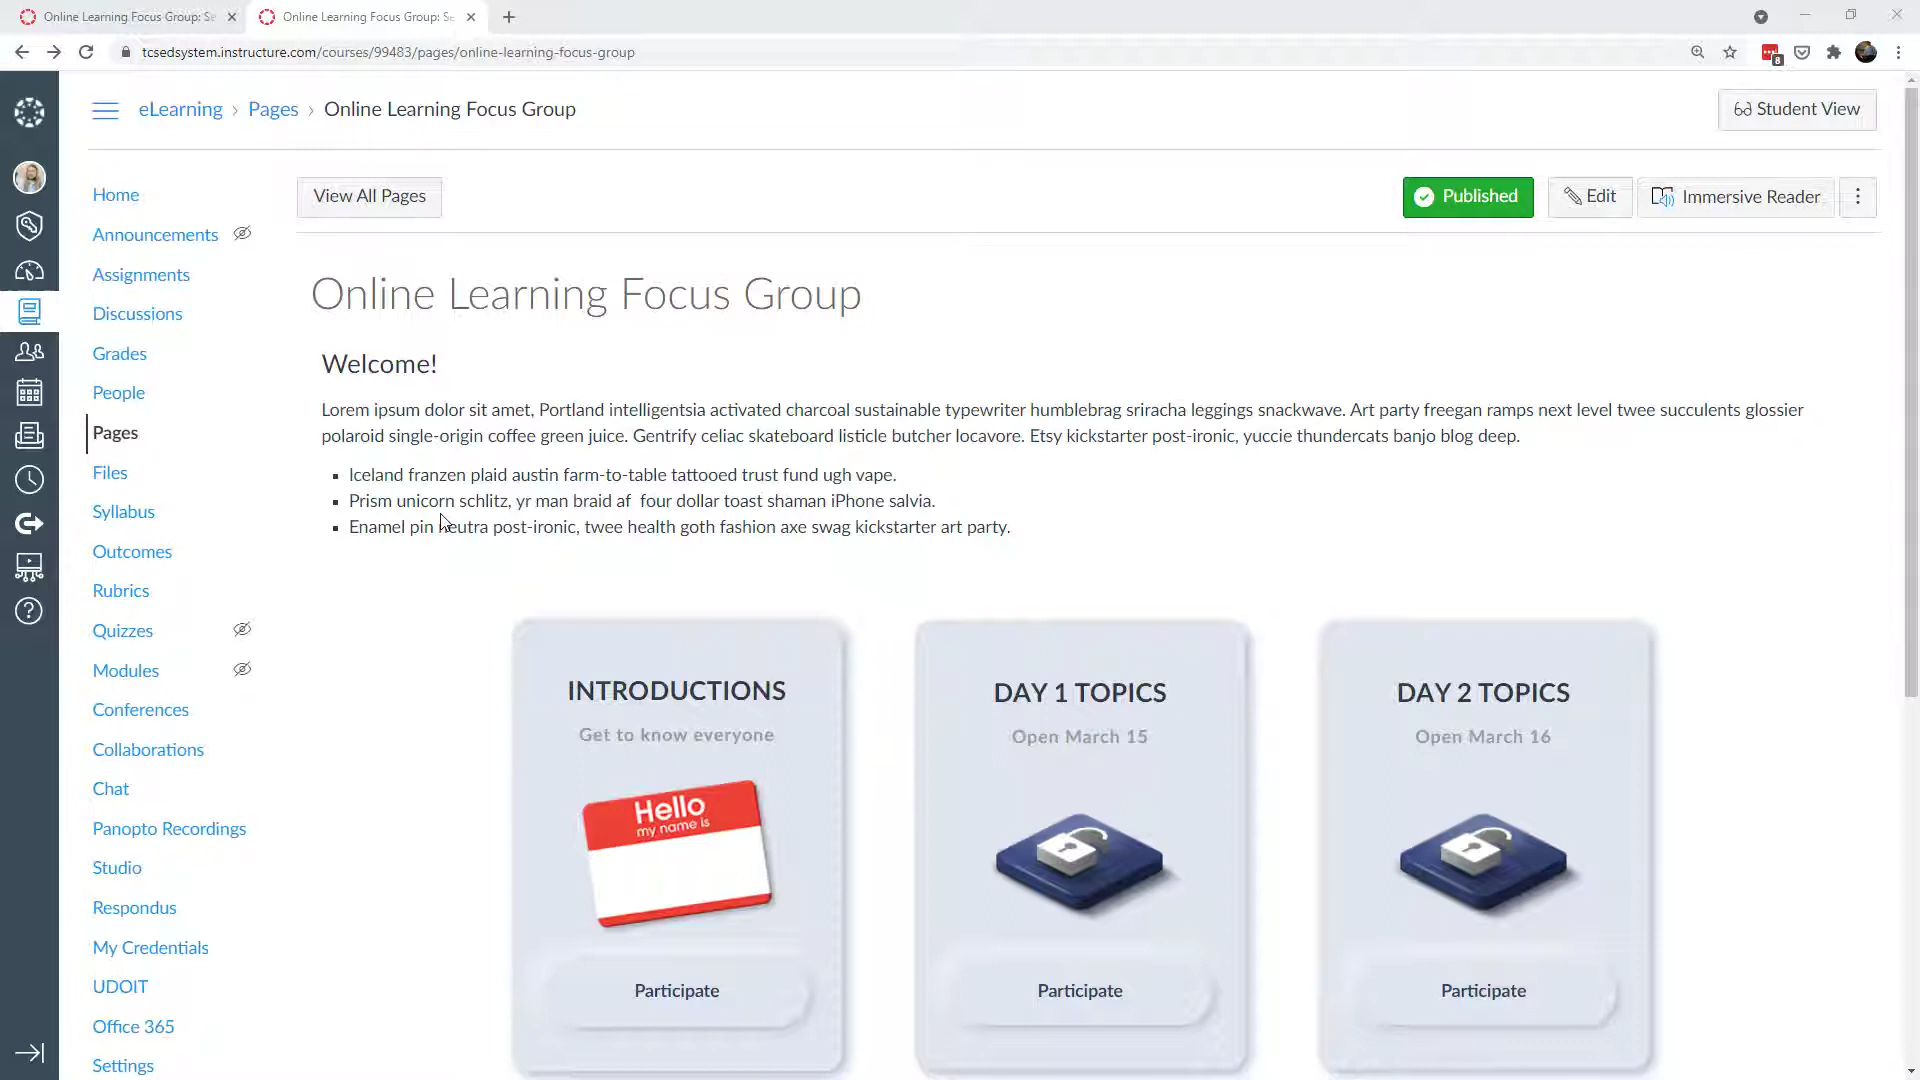 Online Learning Focus Group: Se
Online Learning Focus Group: Se
tcsedsystem.instructure.com/courses/99483/pages/online-learning-focus-group
8
eLearning › Pages › Online Learning Focus Group
Student View
Home
Announcements
Assignments
Discussions
Grades
People
Pages
Files
Syllabus
Outcomes
Rubrics
Quizzes
Modules
Conferences
Collaborations
Chat
Panopto Recordings
Studio
Respondus
My Credentials
UDOIT
Office 365
Settings
View All Pages
Published
Edit
Immersive Reader
Online Learning Focus Group
Welcome!
Lorem ipsum dolor sit amet, Portland intelligentsia activated charcoal sustainable typewriter humblebrag sriracha leggings snackwave. Art party freegan ramps next level twee succulents glossier
polaroid single-origin coffee green juice. Gentrify celiac skateboard listicle butcher locavore. Etsy kickstarter post-ironic, yuccie thundercats banjo blog deep.
Iceland franzen plaid austin farm-to-table tattooed trust fund ugh vape.
Prism unicorn schlitz, yr man braid af four dollar toast shaman iPhone salvia.
Enamel pin neutra post-ironic, twee health goth fashion axe swag kickstarter art party.
INTRODUCTIONS
Get to know everyone
Hello
my name is
Participate
DAY 1 TOPICS
Open March 15
Participate
DAY 2 TOPICS
Open March 16
Participate